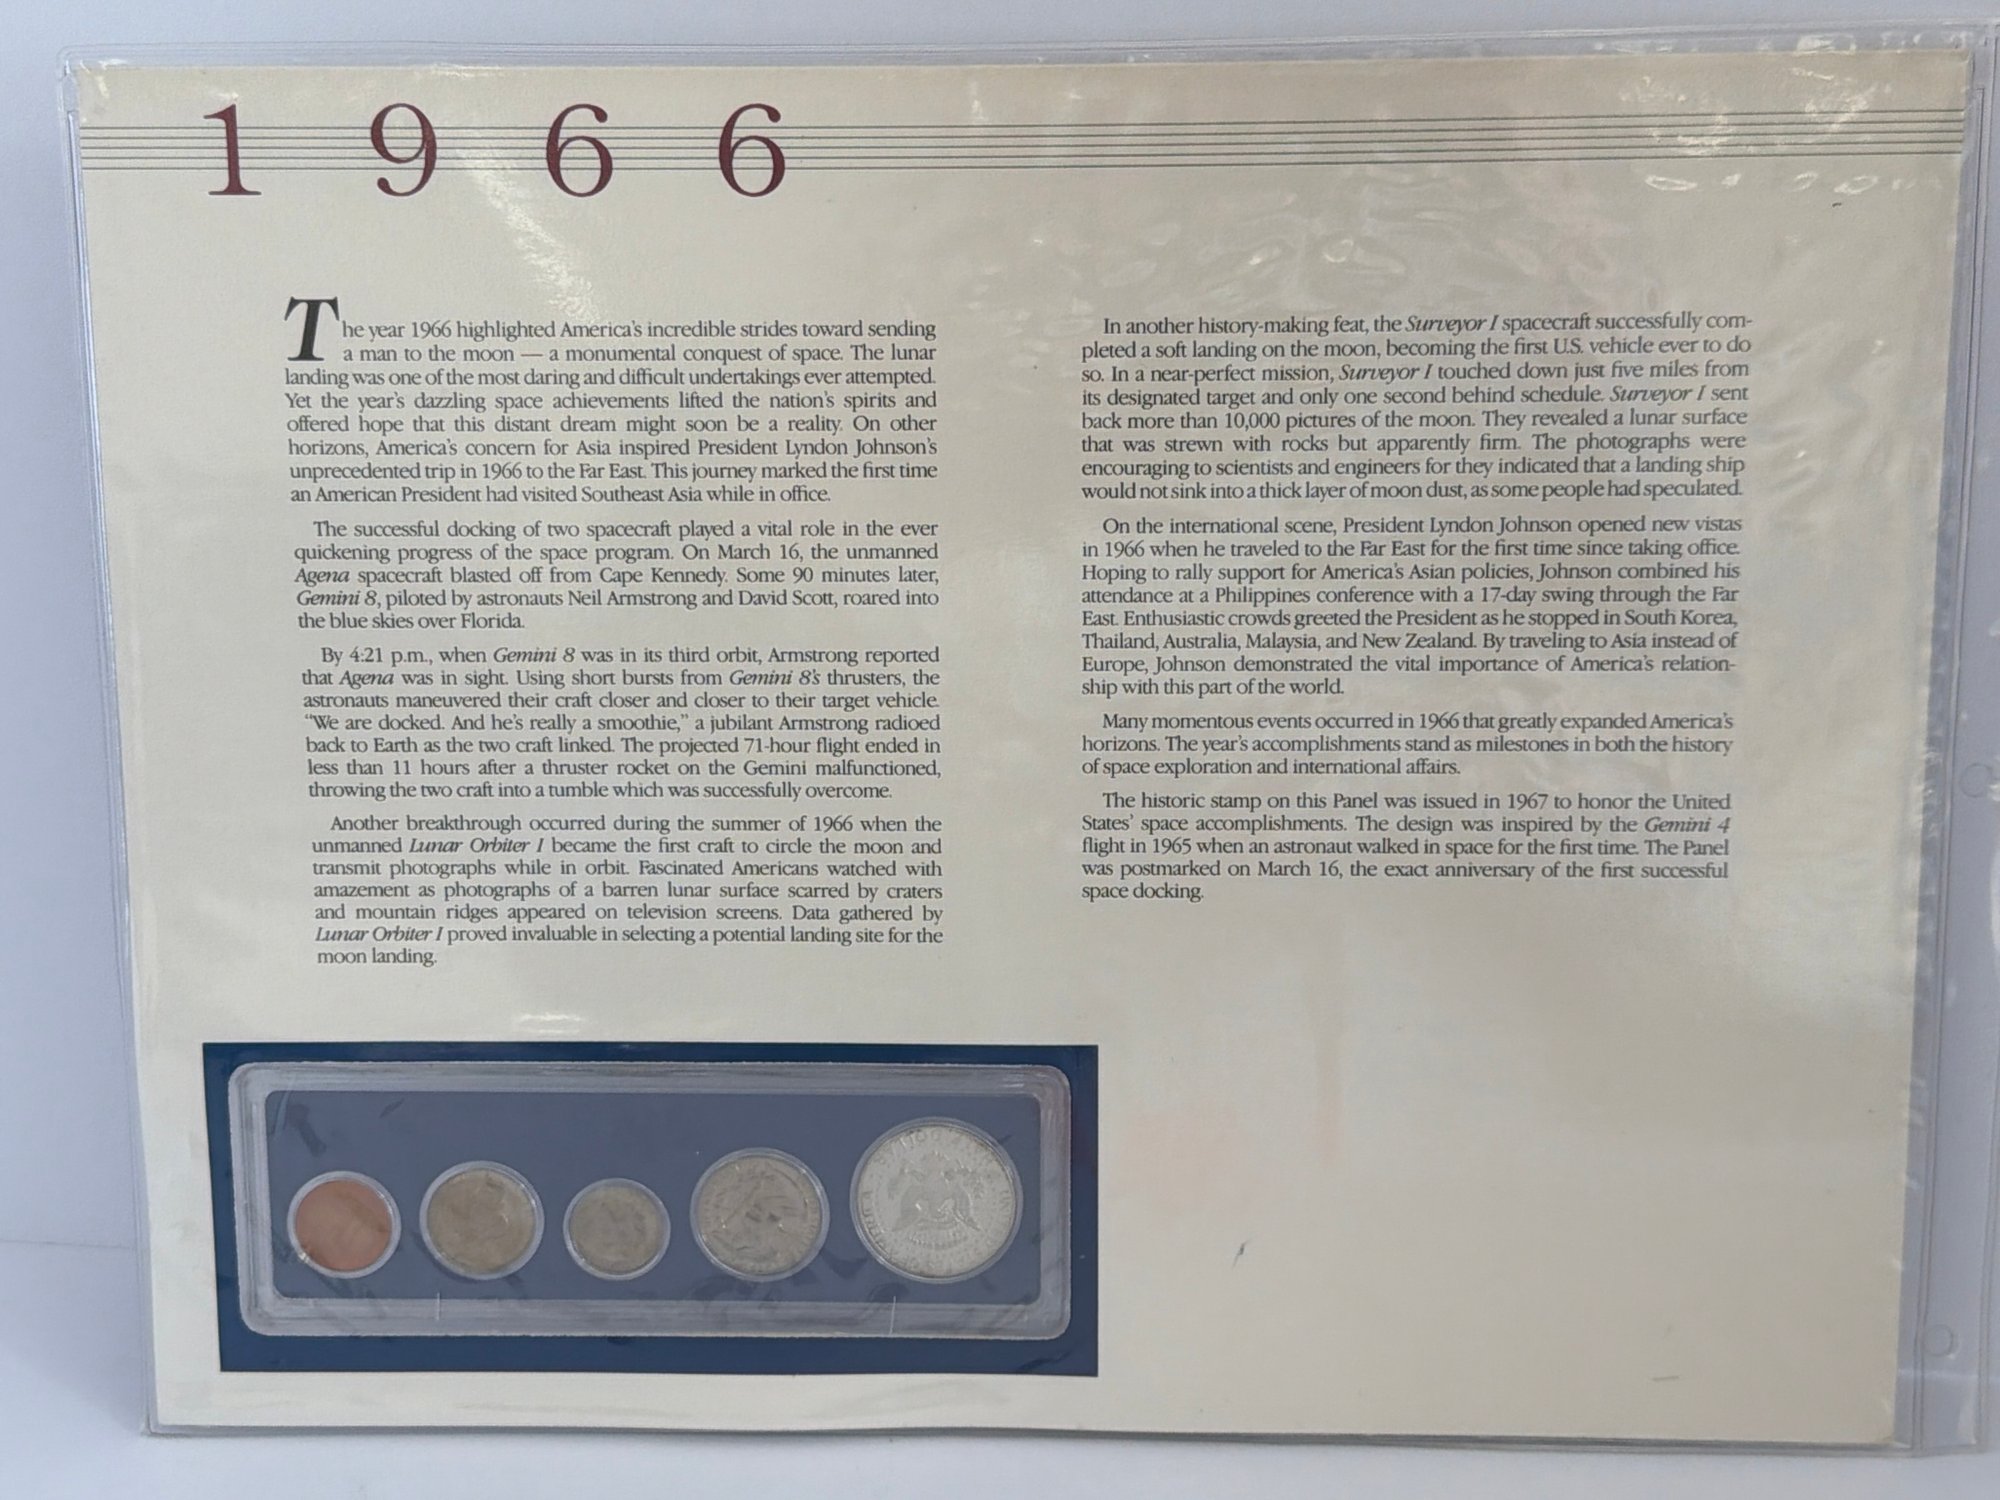 1966
The year 1966 highlighted America's incredible strides toward sending
a man to the moon — a monumental conquest of space. The lunar
landing was one of the most daring and difficult undertakings ever attempted.
Yet the year's dazzling space achievements lifted the nation's spirits and
offered hope that this distant dream might soon be a reality. On other
horizons, America's concern for Asia inspired President Lyndon Johnson's
unprecedented trip in 1966 to the Far East. This journey marked the first time
an American President had visited Southeast Asia while in office.
The successful docking of two spacecraft played a vital role in the ever
quickening progress of the space program. On March 16, the unmanned
Agena spacecraft blasted off from Cape Kennedy. Some 90 minutes later,
Gemini 8, piloted by astronauts Neil Armstrong and David Scott, roared into
the blue skies over Florida.
By 4:21 p.m., when Gemini 8 was in its third orbit, Armstrong reported
that Agena was in sight. Using short bursts from Gemini 8's thrusters, the
astronauts maneuvered their craft closer and closer to their target vehicle.
“We are docked. And he's really a smoothie,” a jubilant Armstrong radioed
back to Earth as the two craft linked. The projected 71-hour flight ended in
less than 11 hours after a thruster rocket on the Gemini malfunctioned,
throwing the two craft into a tumble which was successfully overcome.
Another breakthrough occurred during the summer of 1966 when the
unmanned Lunar Orbiter I became the first craft to circle the moon and
transmit photographs while in orbit. Fascinated Americans watched with
amazement as photographs of a barren lunar surface scarred by craters
and mountain ridges appeared on television screens. Data gathered by
Lunar Orbiter I proved invaluable in selecting a potential landing site for the
moon landing.
In another history-making feat, the Surveyor I spacecraft successfully com-
pleted a soft landing on the moon, becoming the first U.S. vehicle ever to do
so. In a near-perfect mission, Surveyor I touched down just five miles from
its designated target and only one second behind schedule. Surveyor I sent
back more than 10,000 pictures of the moon. They revealed a lunar surface
that was strewn with rocks but apparently firm. The photographs were
encouraging to scientists and engineers for they indicated that a landing ship
would not sink into a thick layer of moon dust, as some people had speculated.
On the international scene, President Lyndon Johnson opened new vistas
in 1966 when he traveled to the Far East for the first time since taking office.
Hoping to rally support for America's Asian policies, Johnson combined his
attendance at a Philippines conference with a 17-day swing through the Far
East. Enthusiastic crowds greeted the President as he stopped in South Korea,
Thailand, Australia, Malaysia, and New Zealand. By traveling to Asia instead of
Europe, Johnson demonstrated the vital importance of America's relation-
ship with this part of the world.
Many momentous events occurred in 1966 that greatly expanded America's
horizons. The year's accomplishments stand as milestones in both the history
of space exploration and international affairs.
The historic stamp on this Panel was issued in 1967 to honor the United
States' space accomplishments. The design was inspired by the Gemini 4
flight in 1965 when an astronaut walked in space for the first time. The Panel
was postmarked on March 16, the exact anniversary of the first successful
space docking.